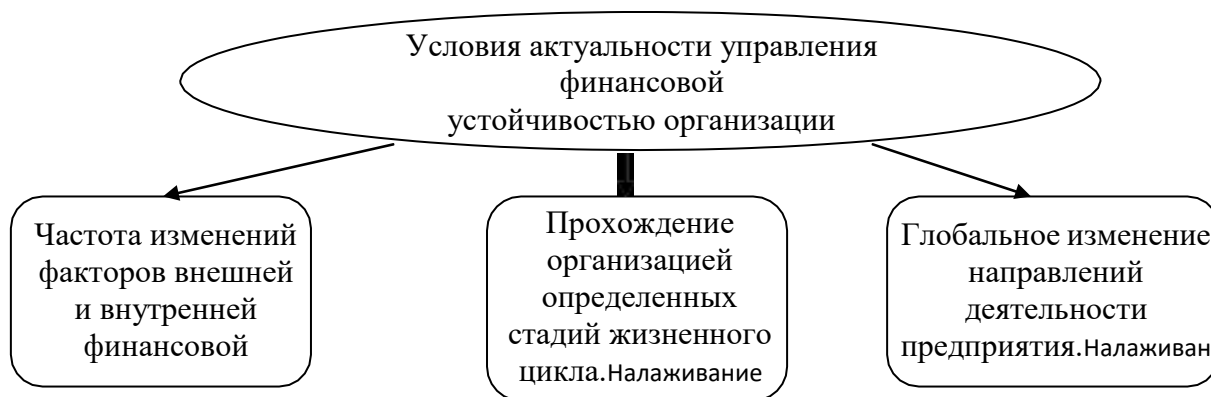 Условия актуальности управления
финансовой
устойчивостью организации
Частота изменений
факторов внешней
и внутренней
финансовой
Прохождение
организацией
определенных
стадий жизненного
цикла.Налаживание
Глобальное изменение
направлений
деятельности
предприятия.Налаживан